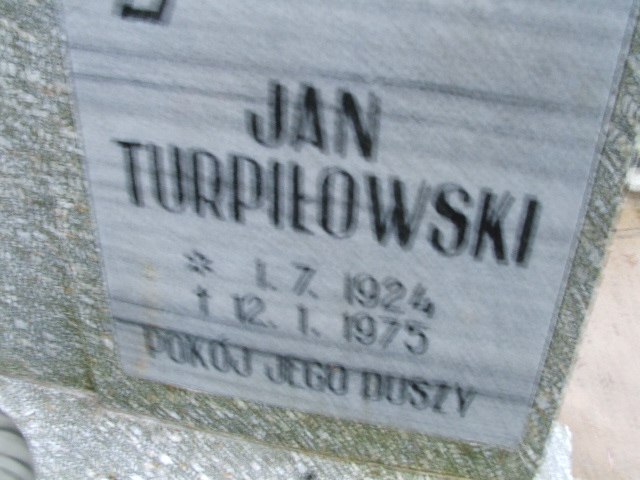 JAN
TURPIŁOWSKI
* 1. 7. 1924
† 12. 1. 1975
POKÓJ JEGO DUSZY